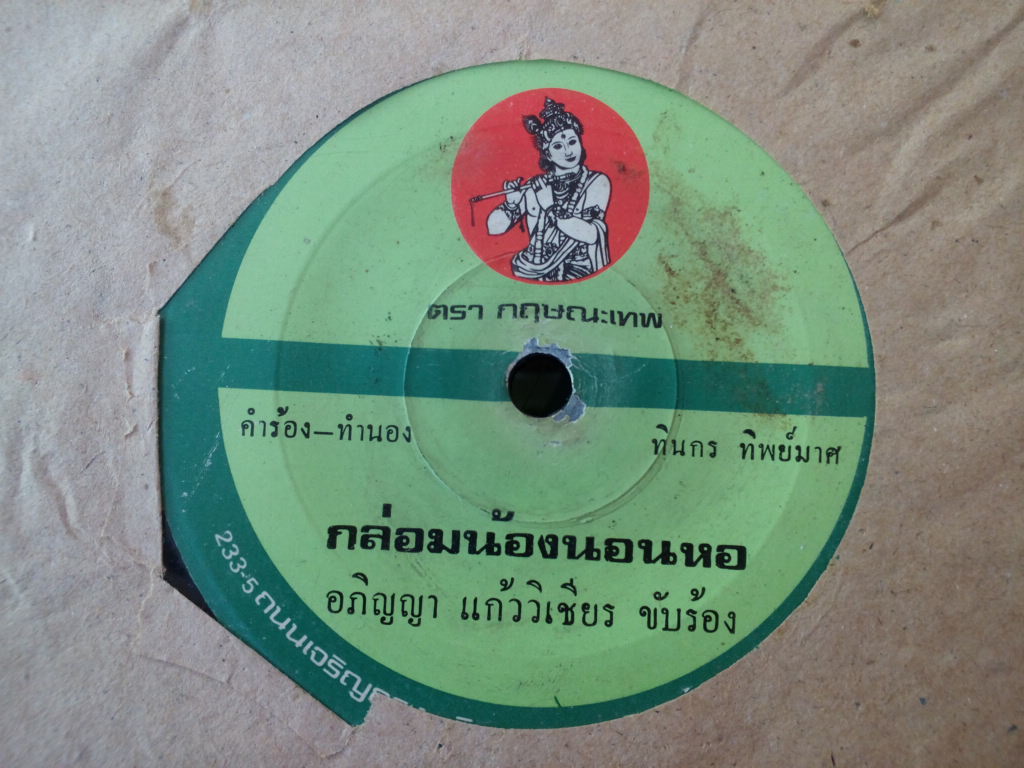 ตรา กฤษณะเทพ
คำร้อง–ทำนอง
ทินกร ทิพย์มาศ
กล่อมน้องนอนหอ
อภิญญา แก้ววิเชียร ขับร้อง
233-5 ถนนเจริญ